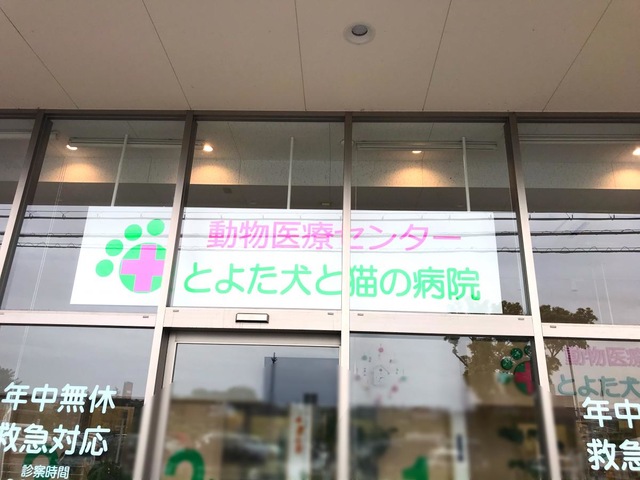 動物医療センター
とよた犬と猫の病院
動物医療
とよた犬
年中無休
救急対応
診察時間
年中
救急